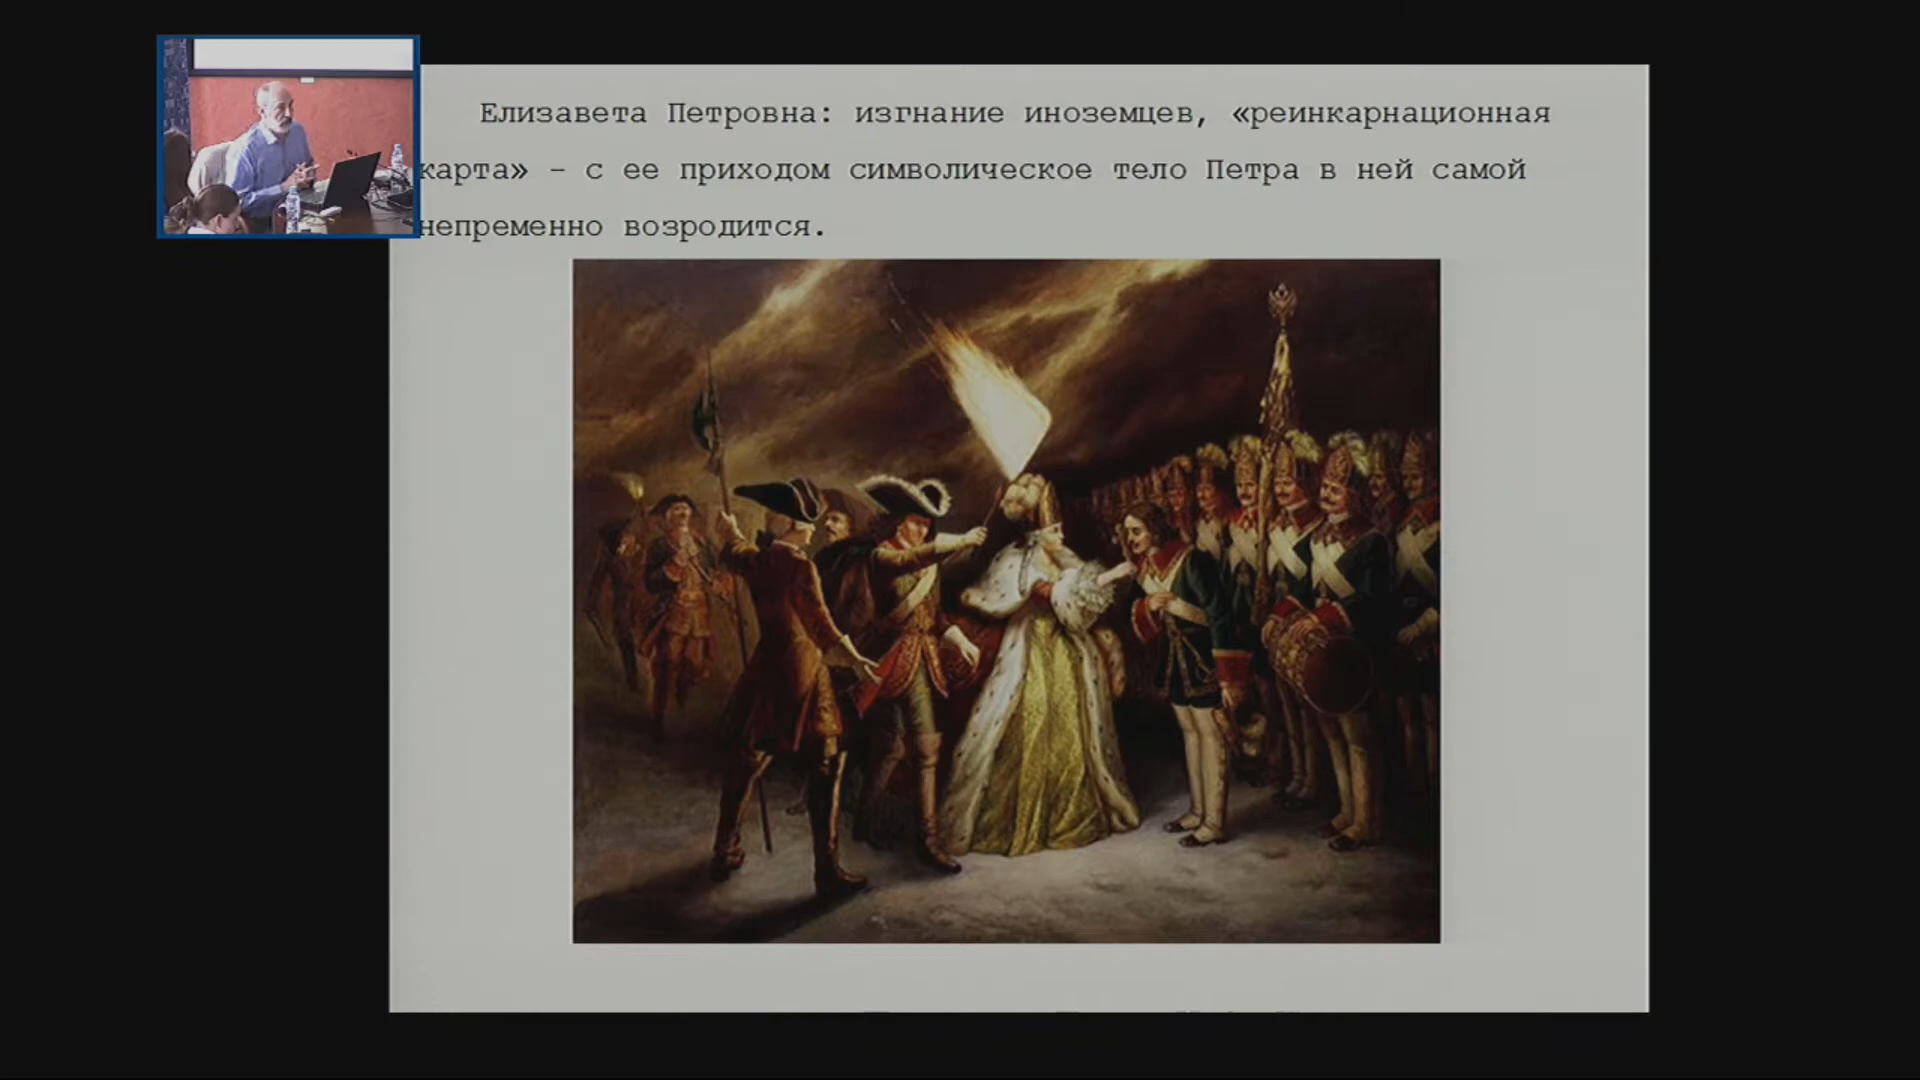 Елизавета Петровна: изгнание иноземцев, «реинкарнационная
карта» – с ее приходом символическое тело Петра в ней самой
непременно возродится.